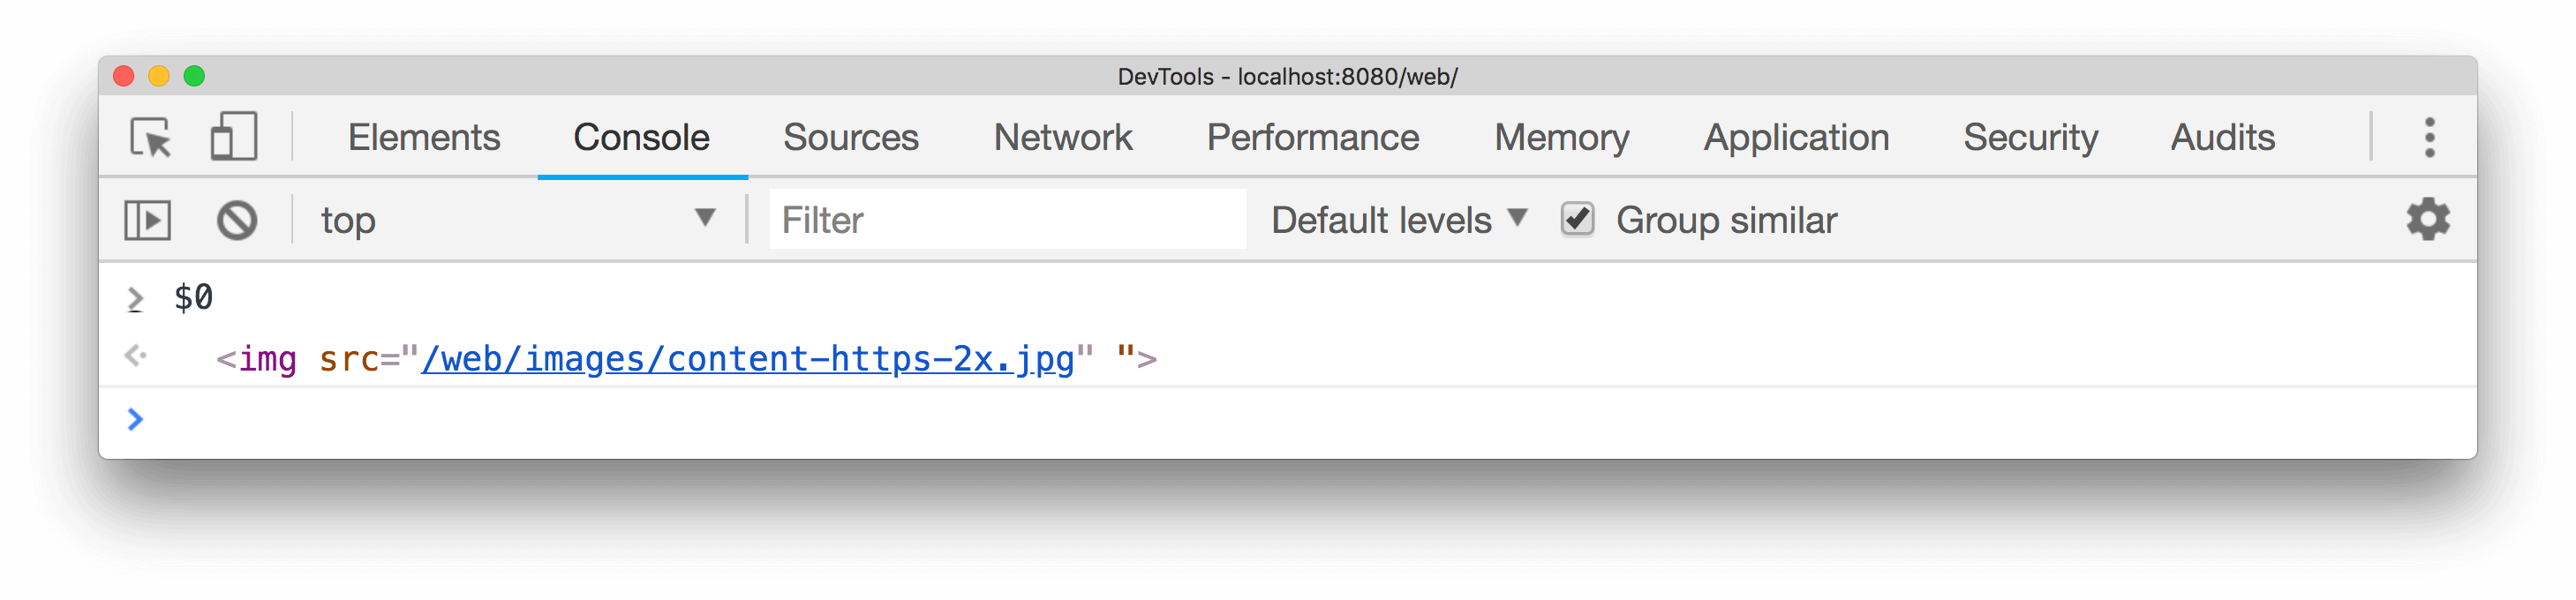 DevTools - localhost:8080/web/
Elements Console Sources Network Performance Memory Application Security Audits
top Filter Default levels Group similar
$0
<img src="/web/images/content-https-2x.jpg" ">